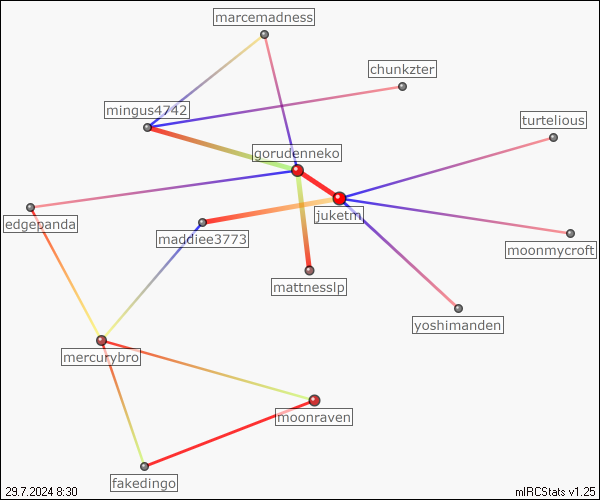 marcemadness
chunkzter
mingus4742
turtelious
gorudenneko
edgepanda
juketm
maddiee3773
moonmycroft
mattnesslp
yoshimanden
mercurybro
moonraven
fakedingo
29.7.2024 8:30
mIRCStats v1.25